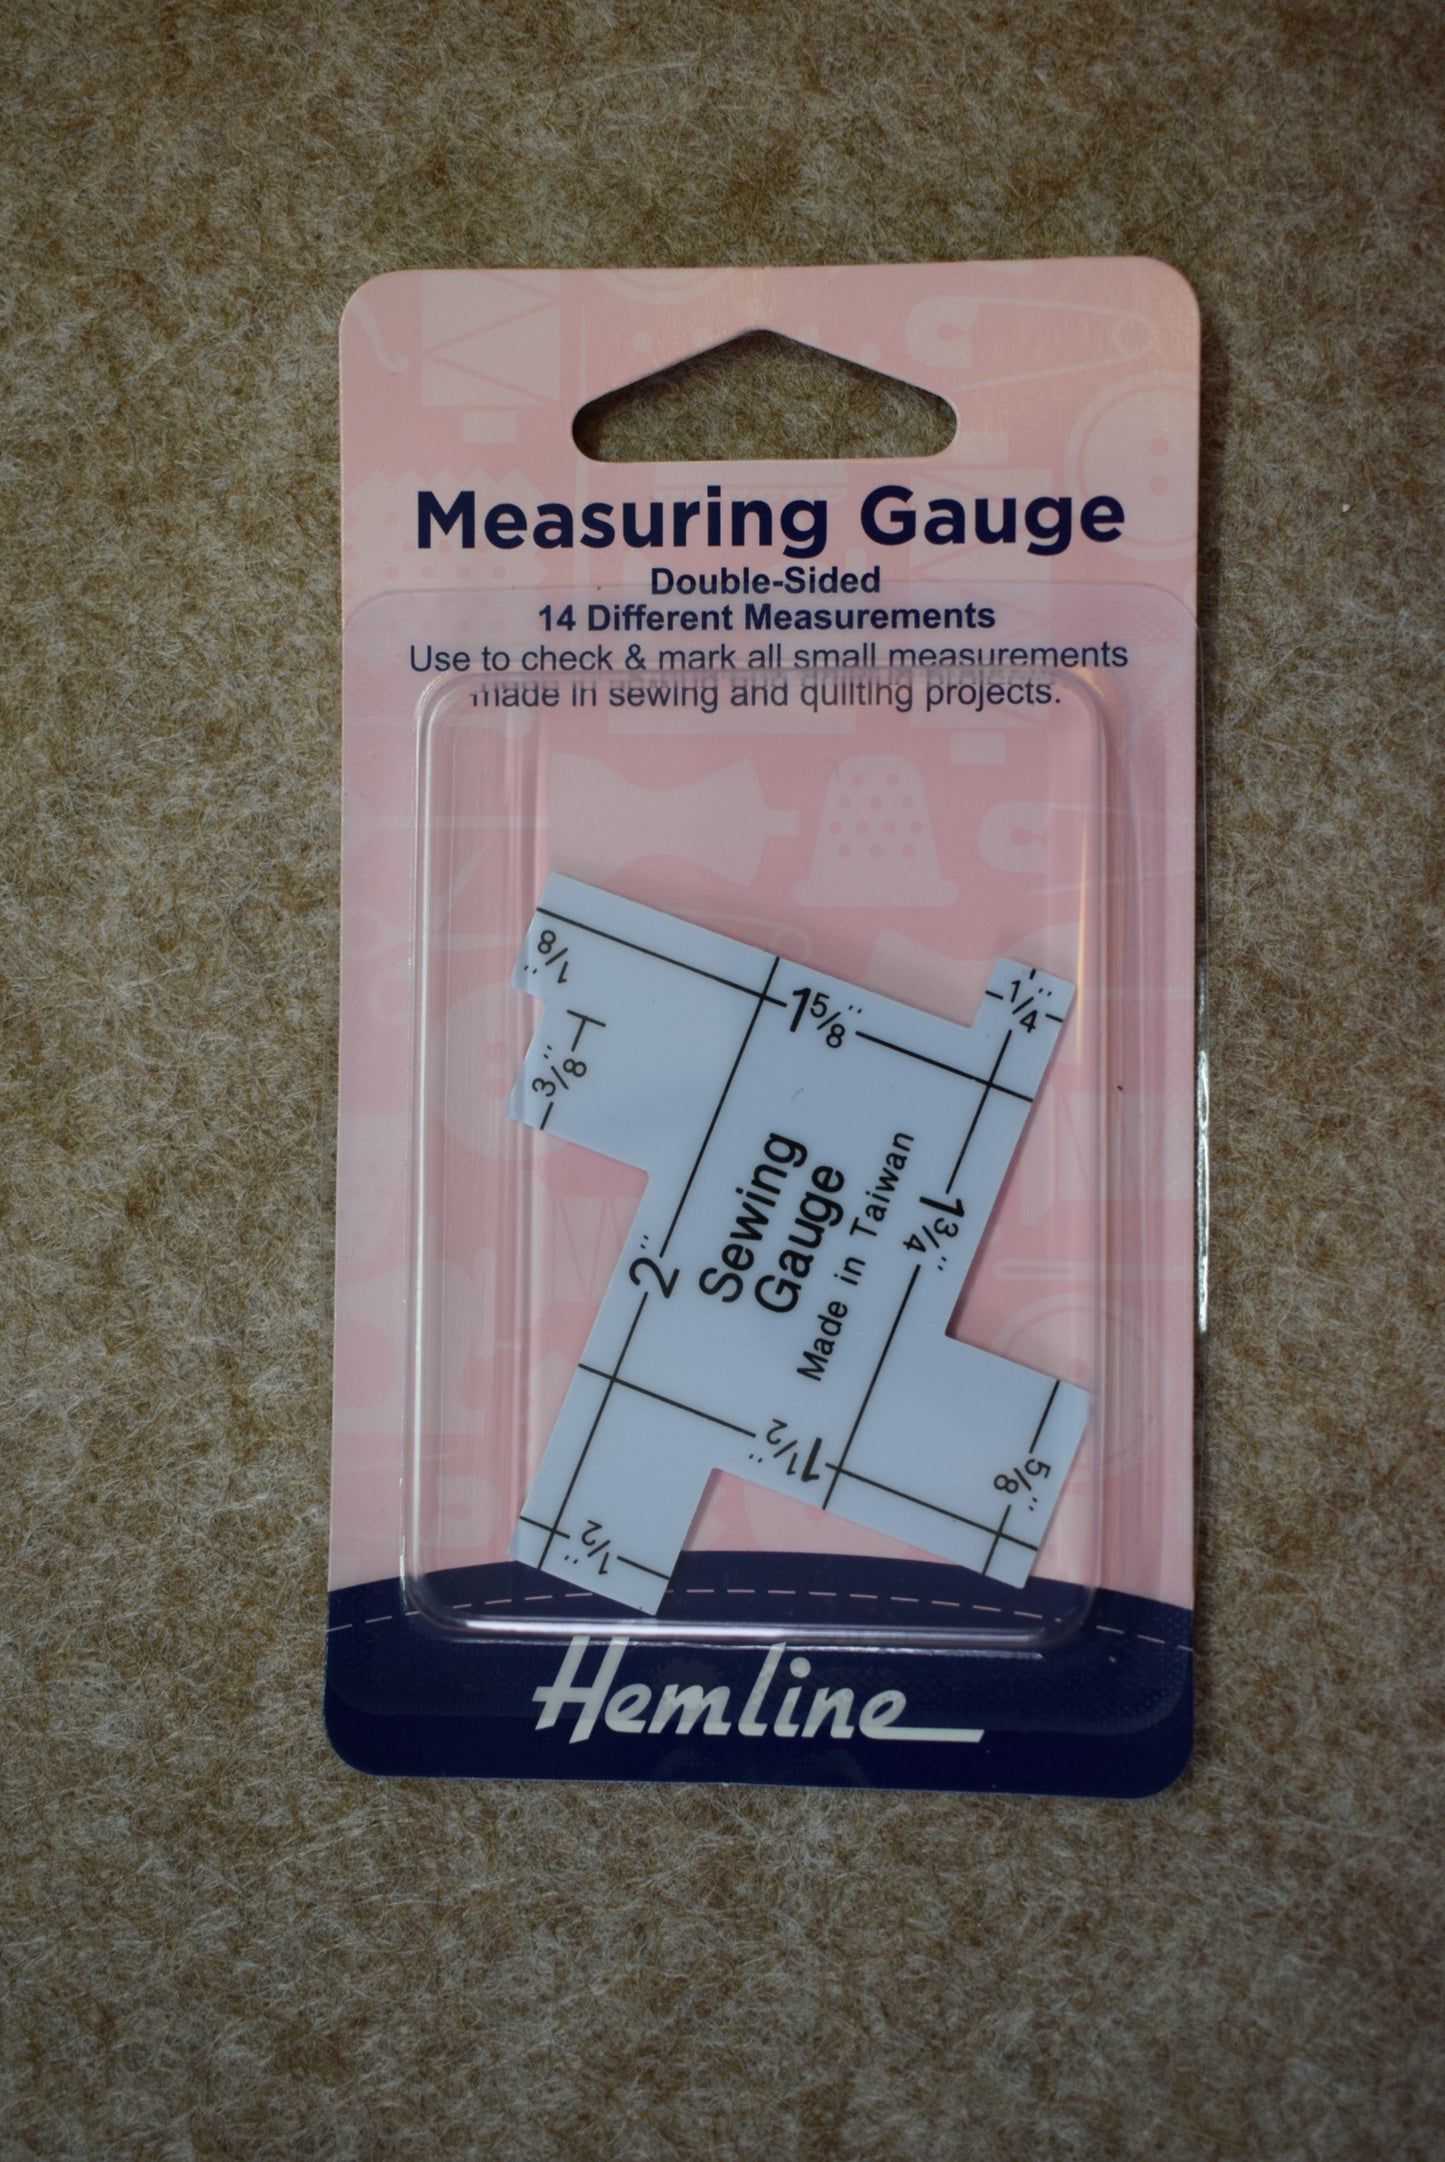 Measuring Gauge
Double-Sided
14 Different Measurements
Use to check & mark all small measurements
made in sewing and quilting projects.
1/8"
1 5/8"
1/4"
3/8"
Sewing
Gauge
Made in Taiwan
1 3/4"
2"
1 1/2"
5/8"
1/2"
Hemline